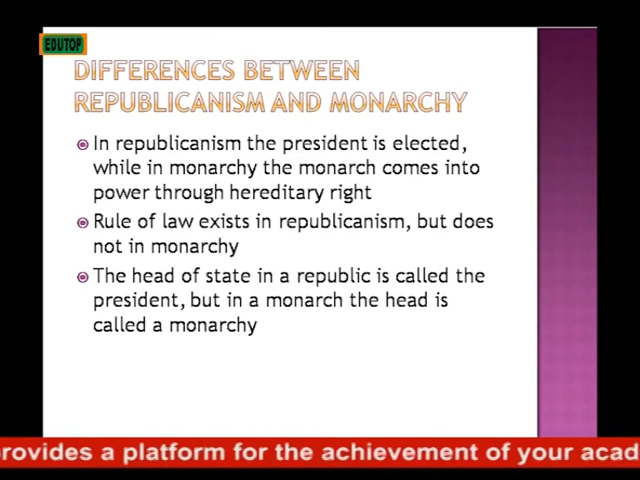 EDUTOP
DIFFERENCES BETWEEN
REPUBLICANISM AND MONARCHY
In republicanism the president is elected,
while in monarchy the monarch comes into
power through hereditary right
Rule of law exists in republicanism, but does
not in monarchy
The head of state in a republic is called the
president, but in a monarch the head is
called a monarchy
rovides a platform for the achievement of your acad